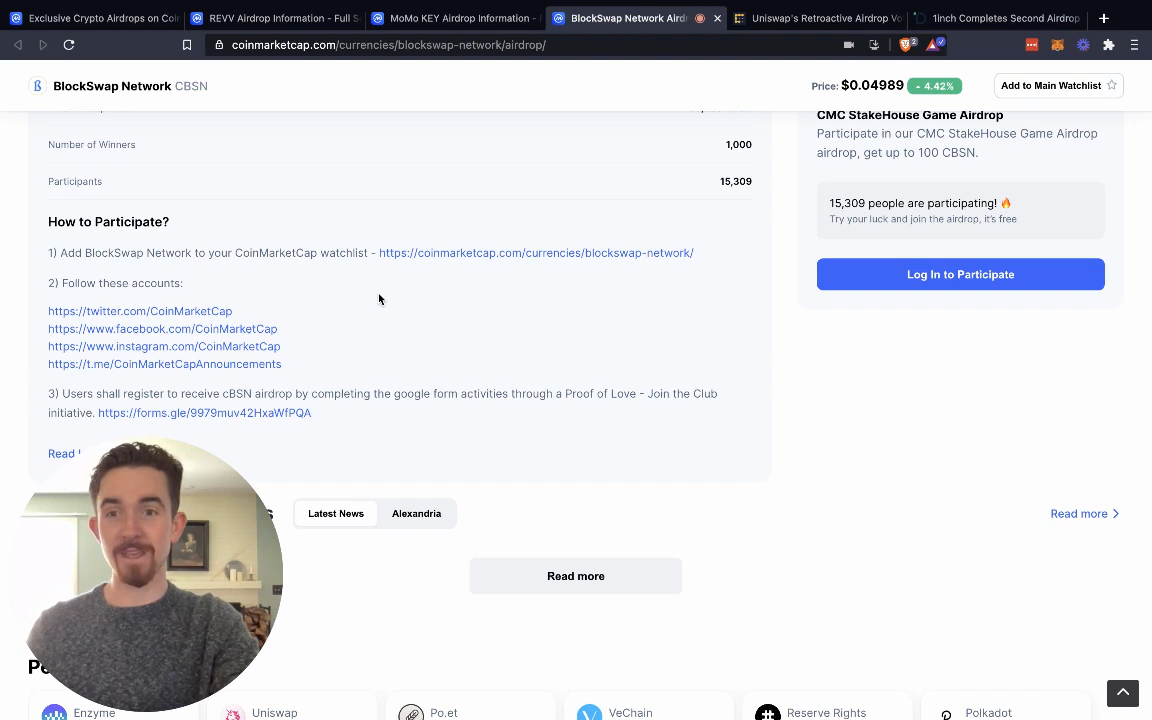 Exclusive Crypto Airdrops on Coin
REVV Airdrop Information - Full S
MoMo KEY Airdrop Information -
BlockSwap Network Airdr
Uniswap's Retroactive Airdrop Vo
1inch Completes Second Airdrop
coinmarketcap.com/currencies/blockswap-network/airdrop/
2
BlockSwap Network CBSN
Price: $0.04989 4.42%
Add to Main Watchlist
CMC StakeHouse Game Airdrop
Participate in our CMC StakeHouse Game Airdrop
airdrop, get up to 100 CBSN.
Number of Winners
1,000
Participants
15,309
15,309 people are participating! 🔥
Try your luck and join the airdrop, it's free
Log In to Participate
How to Participate?
1) Add BlockSwap Network to your CoinMarketCap watchlist - https://coinmarketcap.com/currencies/blockswap-network/
2) Follow these accounts:
https://twitter.com/CoinMarketCap
https://www.facebook.com/CoinMarketCap
https://www.instagram.com/CoinMarketCap
https://t.me/CoinMarketCapAnnouncements
3) Users shall register to receive cBSN airdrop by completing the google form activities through a Proof of Love - Join the Club
initiative. https://forms.gle/9979muv42HxaWfPQA
Read
Latest News
Alexandria
Read more
Read more
Enzyme
Uniswap
Po.et
VeChain
Reserve Rights
Polkadot